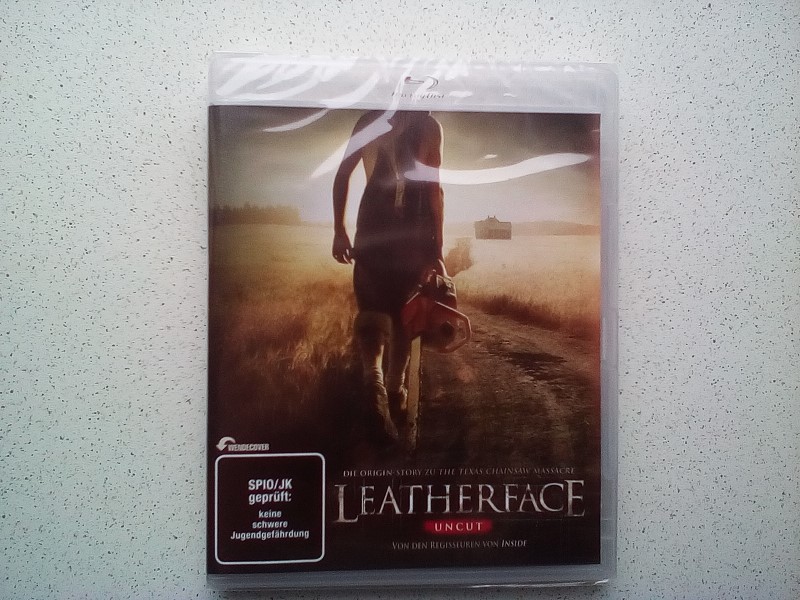 WENDECOVER
SPIO/JK
geprüft:
keine
schwere
Jugendgefährdung
DIE ORIGIN-STORY ZU THE TEXAS CHAINSAW MASSACRE
LEATHERFACE
UNCUT
VON DEN REGISSEUREN VON INSIDE